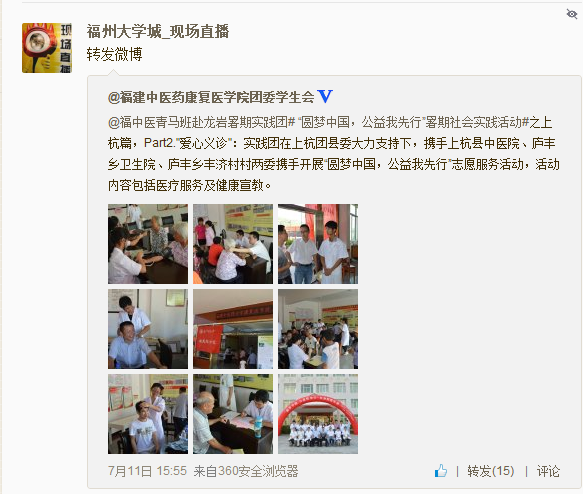 福州大学城_现场直播
转发微博
@福建中医药康复医学院团委学生会
@福中医青马班赴龙岩暑期实践团# “圆梦中国，公益我先行”暑期社会实践活动#之上
杭篇，Part2."爱心义诊"：实践团在上杭团县委大力支持下，携手上杭县中医院、庐丰
乡卫生院、庐丰乡丰济村村两委携手开展“圆梦中国，公益我先行”志愿服务活动，活动
内容包括医疗服务及健康宣教。
7月11日 15:55 来自360安全浏览器
转发(15) | 评论
现场直播